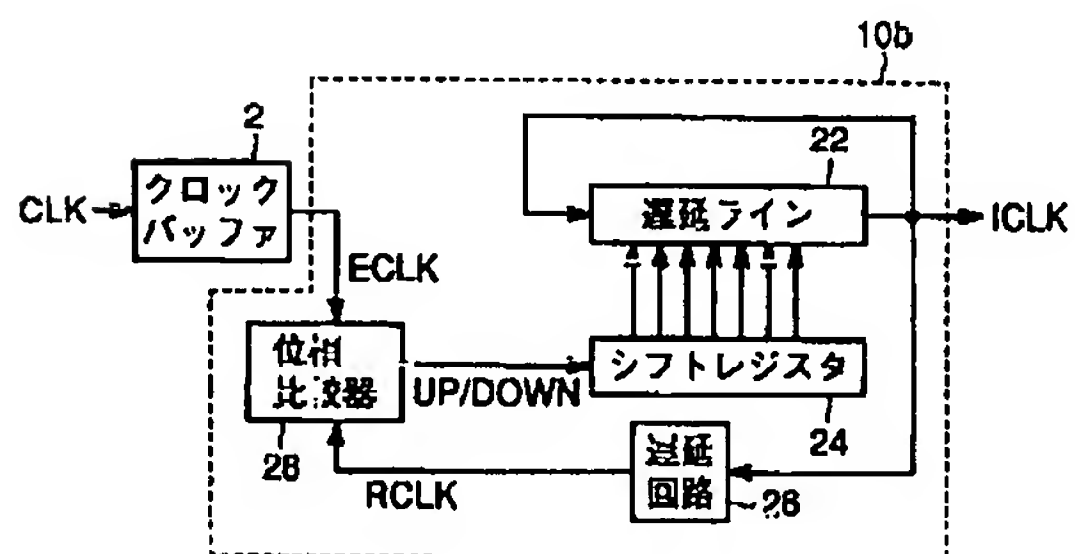 10b
2
クロック
バッファ
CLK
ECLK
22
遅延ライン
ICLK
位相
比較器
UP/DOWN
シフトレジスタ
24
28
RCLK
遅延
回路
26